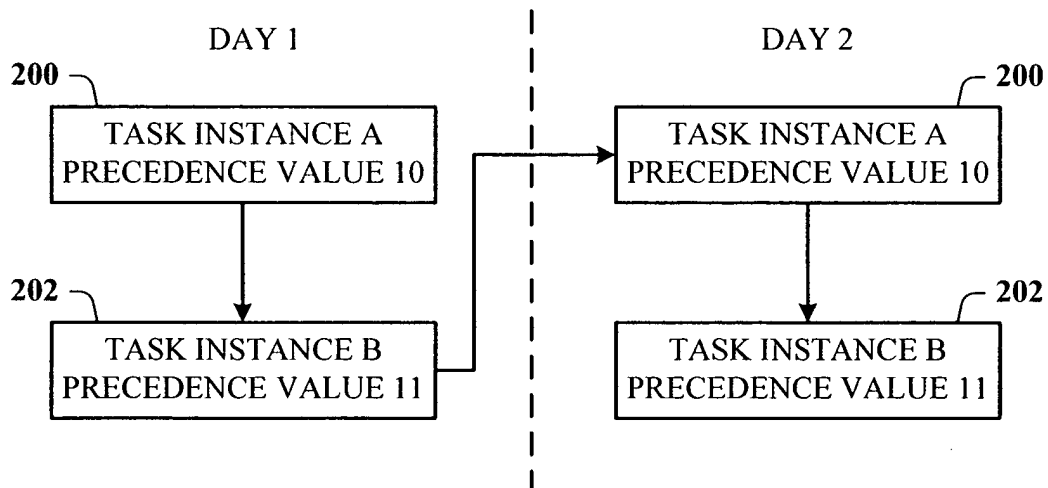 DAY 1
200
TASK INSTANCE A
PRECEDENCE VALUE 10
202
TASK INSTANCE B
PRECEDENCE VALUE 11
DAY 2
200
TASK INSTANCE A
PRECEDENCE VALUE 10
202
TASK INSTANCE B
PRECEDENCE VALUE 11